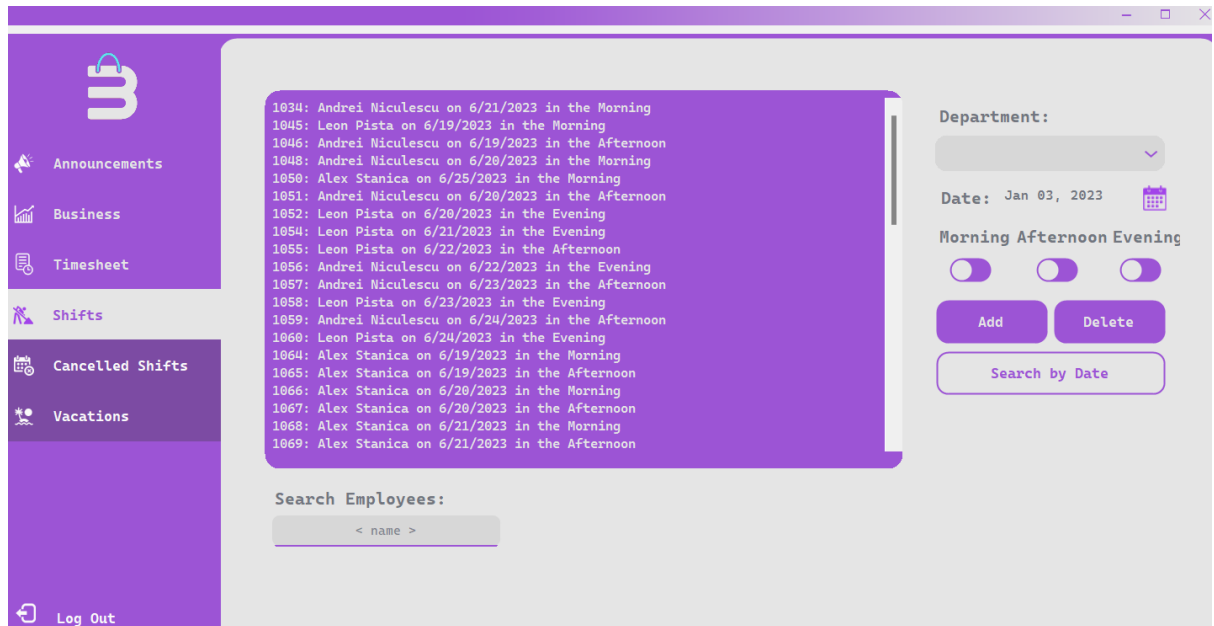 Announcements
Business
Timesheet
Shifts
Cancelled Shifts
Vacations
Log Out
1034: Andrei Niculescu on 6/21/2023 in the Morning
1045: Leon Pista on 6/19/2023 in the Morning
1046: Andrei Niculescu on 6/19/2023 in the Afternoon
1048: Andrei Niculescu on 6/20/2023 in the Morning
1050: Alex Stanica on 6/25/2023 in the Morning
1051: Andrei Niculescu on 6/20/2023 in the Afternoon
1052: Leon Pista on 6/20/2023 in the Evening
1054: Leon Pista on 6/21/2023 in the Evening
1055: Leon Pista on 6/22/2023 in the Afternoon
1056: Andrei Niculescu on 6/22/2023 in the Evening
1057: Andrei Niculescu on 6/23/2023 in the Afternoon
1058: Leon Pista on 6/23/2023 in the Evening
1059: Andrei Niculescu on 6/24/2023 in the Afternoon
1060: Leon Pista on 6/24/2023 in the Evening
1064: Alex Stanica on 6/19/2023 in the Morning
1065: Alex Stanica on 6/19/2023 in the Afternoon
1066: Alex Stanica on 6/20/2023 in the Morning
1067: Alex Stanica on 6/20/2023 in the Afternoon
1068: Alex Stanica on 6/21/2023 in the Morning
1069: Alex Stanica on 6/21/2023 in the Afternoon
Search Employees:
< name >
Department:
Date: Jan 03, 2023
Morning Afternoon Evening
Add Delete
Search by Date